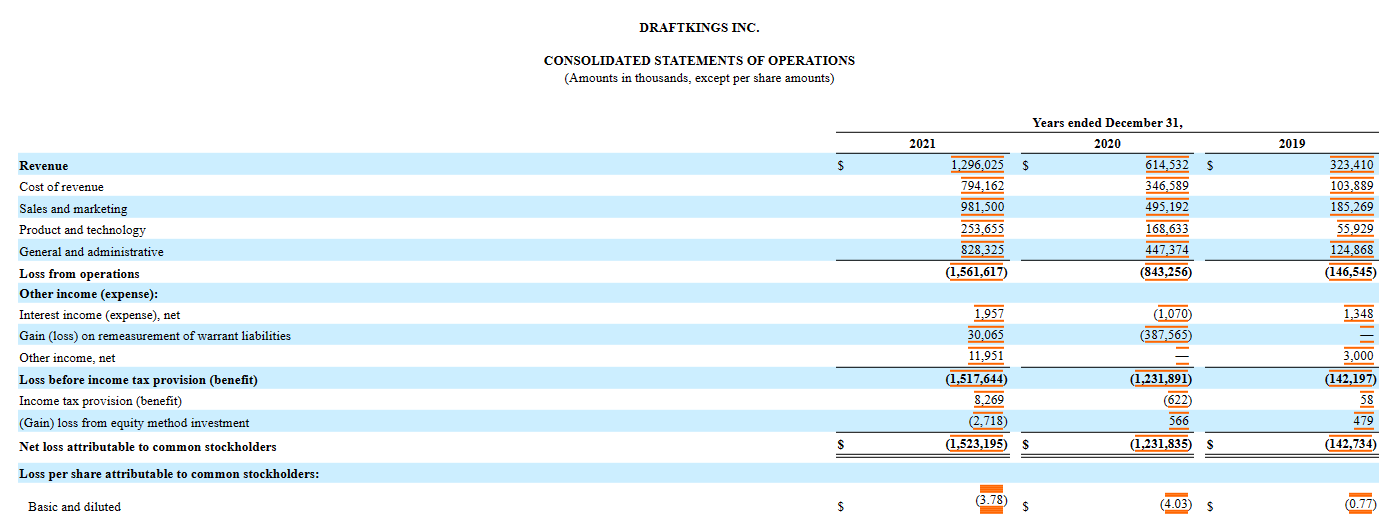 DRAFTKINGS INC.
CONSOLIDATED STATEMENTS OF OPERATIONS
(Amounts in thousands, except per share amounts)
Years ended December 31,
2021 2020 2019
Revenue $ 1,296,025 $ 614,532 $ 323,410
Cost of revenue 794,162 346,589 103,889
Sales and marketing 981,500 495,192 185,269
Product and technology 253,655 168,633 55,929
General and administrative 828,325 447,374 124,868
Loss from operations (1,561,617) (843,256) (146,545)
Other income (expense):
Interest income (expense), net 1,957 (1,070) 1,348
Gain (loss) on remeasurement of warrant liabilities 30,065 (387,565) —
Other income, net 11,951 — 3,000
Loss before income tax provision (benefit) (1,517,644) (1,231,891) (142,197)
Income tax provision (benefit) 8,269 (622) 58
(Gain) loss from equity method investment (2,718) 566 479
Net loss attributable to common stockholders $ (1,523,195) $ (1,231,835) $ (142,734)
Loss per share attributable to common stockholders:
Basic and diluted $ (3.78) $ (4.03) $ (0.77)